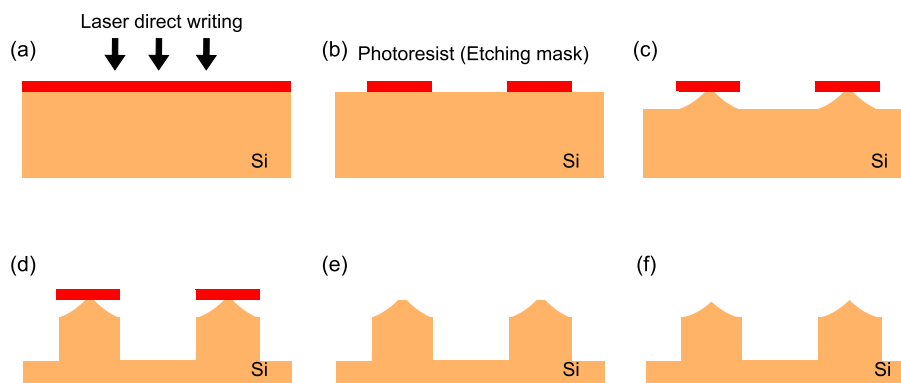 Laser direct writing
(a)
(b) Photoresist (Etching mask)
(c)
Si
Si
Si
(d)
(e)
(f)
Si
Si
Si